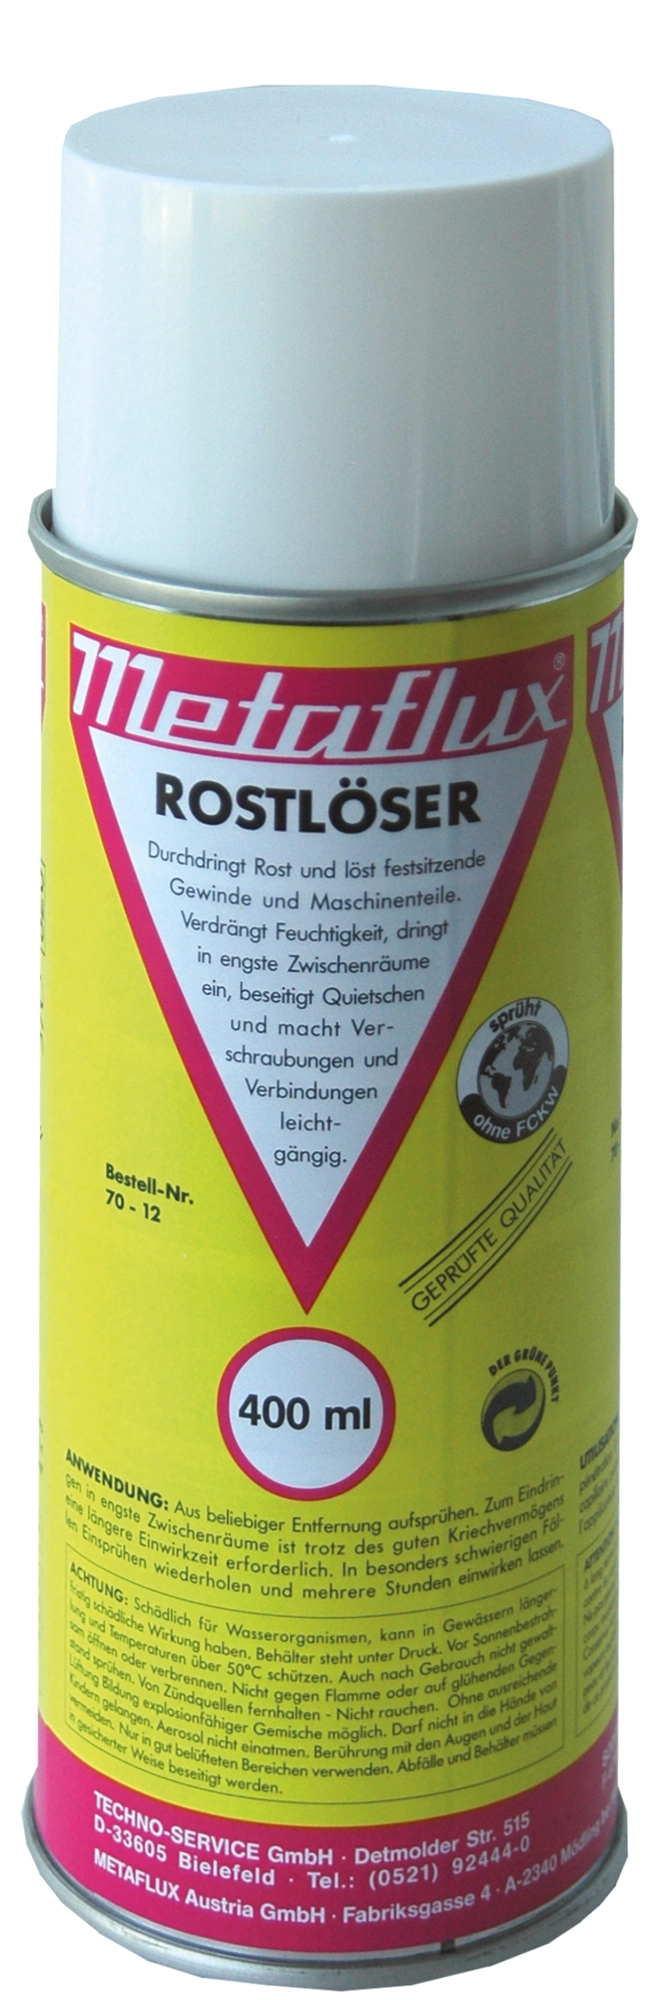 Metaflux®
ROSTLÖSER
Durchdringt Rost und löst festsitzende
Gewinde und Maschinenteile.
Verdrängt Feuchtigkeit, dringt
in engste Zwischenräume
ein, beseitigt Quietschen
und macht Ver-
schraubungen und
Verbindungen
leicht-
gängig.
sprüht
ohne FCKW
GEPRÜFTE QUALITÄT
Bestell-Nr.
70 - 12
DER GRÜNE PUNKT
400 ml
ANWENDUNG: Aus beliebiger Entfernung aufsprühen. Zum Eindrin-
gen in engste Zwischenräume ist trotz des guten Kriechvermögens
eine längere Einwirkzeit erforderlich. In besonders schwierigen Fäl-
len Einsprühen wiederholen und mehrere Stunden einwirken lassen.
ACHTUNG: Schädlich für Wasserorganismen, kann in Gewässern länger-
fristig schädliche Wirkung haben. Behälter steht unter Druck. Vor Sonnenbestrah-
lung und Temperaturen über 50°C schützen. Auch nach Gebrauch nicht gewalt-
sam öffnen oder verbrennen. Nicht gegen Flamme oder auf glühenden Gegen-
stand sprühen. Von Zündquellen fernhalten - Nicht rauchen. Ohne ausreichende
Lüftung Bildung explosionfähiger Gemische möglich. Darf nicht in die Hände von
Kindern gelangen. Aerosol nicht einatmen. Berührung mit den Augen und der Haut
vermeiden. Nur in gut belüfteten Bereichen verwenden. Abfälle und Behälter müssen
in gesicherter Weise beseitigt werden.
TECHNO-SERVICE GmbH · Detmolder Str. 515
D-33605 Bielefeld · Tel.: (0521) 92444-0
METAFLUX Austria GmbH · Fabriksgasse 4 · A-2340 Mödling